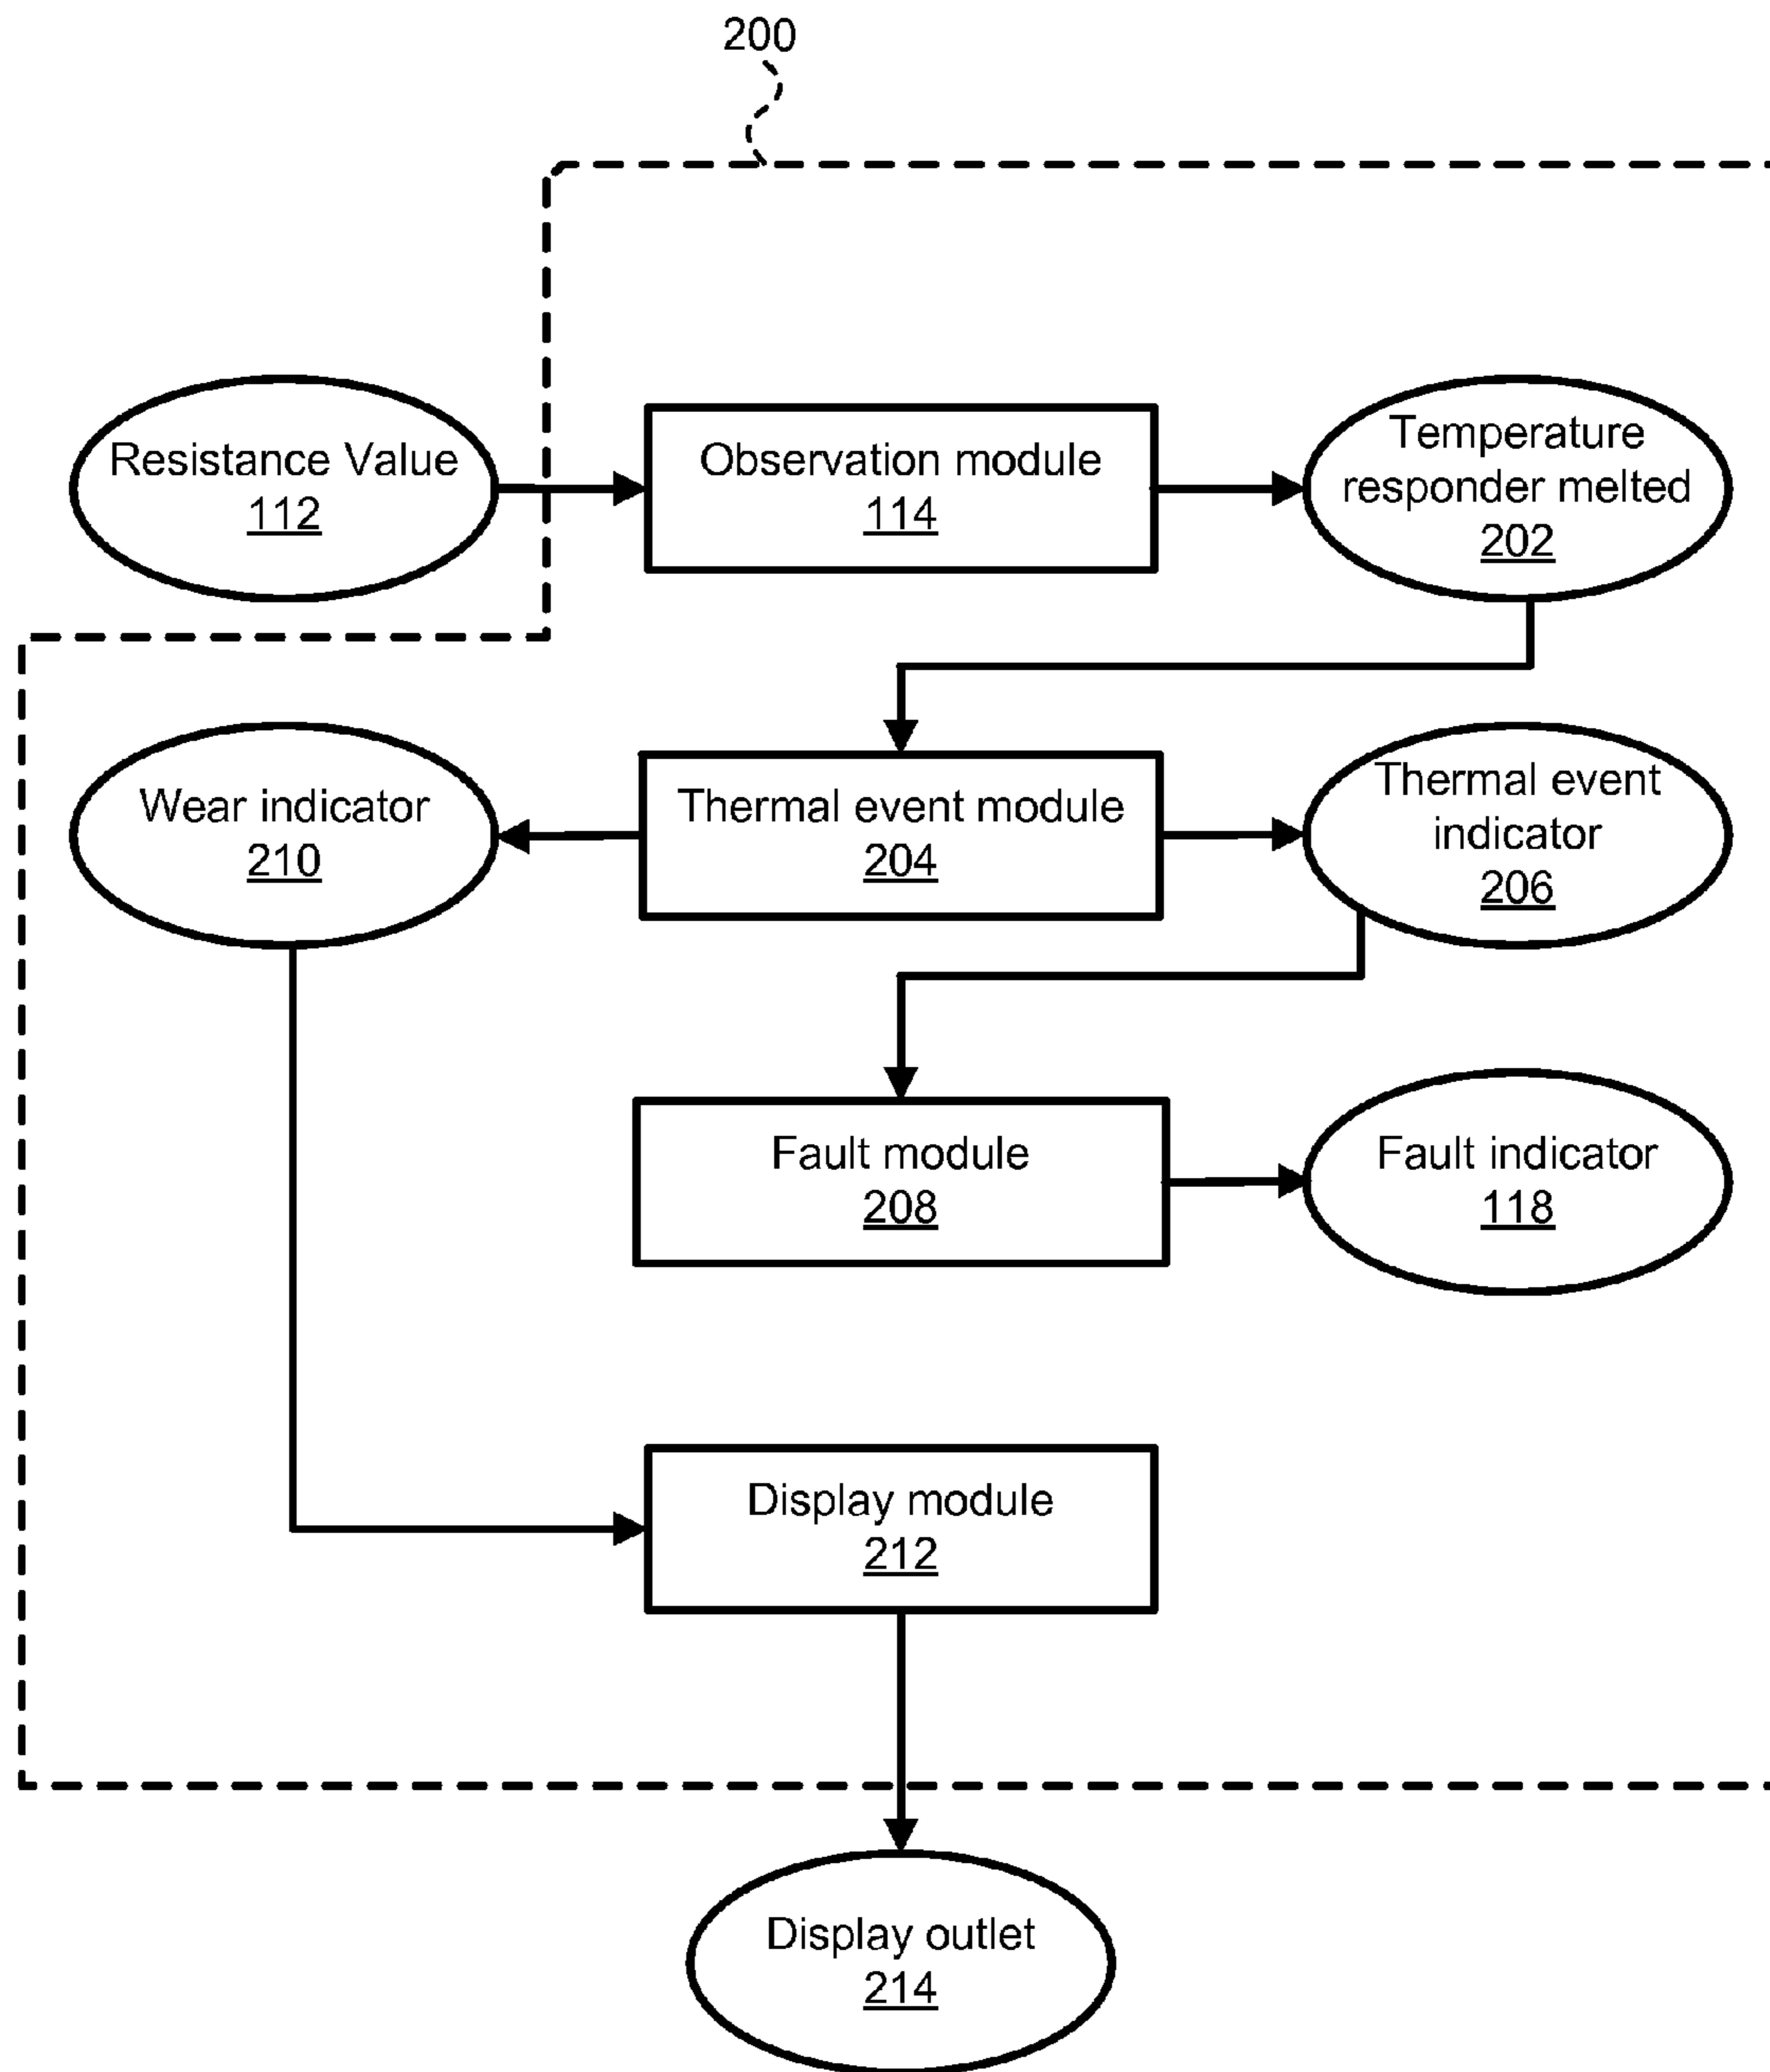 200
Resistance Value
112
Observation module
114
Temperature
responder melted
202
Wear indicator
210
Thermal event module
204
Thermal event
indicator
206
Fault module
208
Fault indicator
118
Display module
212
Display outlet
214